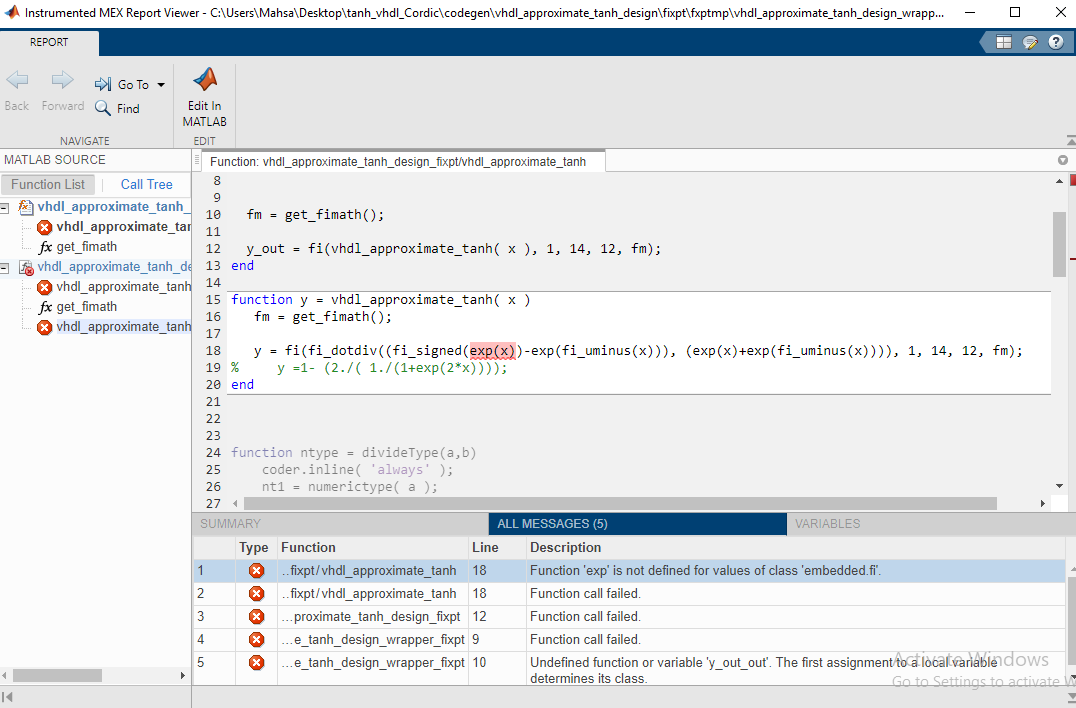 Instrumented MEX Report Viewer - C:\Users\Mahsa\Desktop\tanh_vhdl_Cordic\codegen\vhdl_approximate_tanh_design\fixpt\fxptmp\vhdl_approximate_tanh_design_wrapp...
REPORT
Back
Forward
Go To
Find
Edit In
MATLAB
NAVIGATE
EDIT
MATLAB SOURCE
Function List
Call Tree
vhdl_approximate_tanh_
vhdl_approximate_tar
fx get_fimath
vhdl_approximate_tanh_de
vhdl_approximate_tanh
fx get_fimath
vhdl_approximate_tanh
Function: vhdl_approximate_tanh_design_fixpt/vhdl_approximate_tanh
8
9
10 fm = get_fimath();
11
12 y_out = fi(vhdl_approximate_tanh( x ), 1, 14, 12, fm);
13 end
14
15 function y = vhdl_approximate_tanh( x )
16 fm = get_fimath();
17
18 y = fi(fi_dotdiv((fi_signed(exp(x))-exp(fi_uminus(x))), (exp(x)+exp(fi_uminus(x)))), 1, 14, 12, fm);
19 % y =1- (2./( 1./(1+exp(2*x))));
20 end
21
22
23
24 function ntype = divideType(a,b)
25 coder.inline( 'always' );
26 nt1 = numerictype( a );
27
SUMMARY
ALL MESSAGES (5)
VARIABLES
Type Function Line Description
1 ..fixpt/vhdl_approximate_tanh 18 Function 'exp' is not defined for values of class 'embedded.fi'.
2 ..fixpt/vhdl_approximate_tanh 18 Function call failed.
3 ...proximate_tanh_design_fixpt 12 Function call failed.
4 ...e_tanh_design_wrapper_fixpt 9 Function call failed.
5 ...e_tanh_design_wrapper_fixpt 10 Undefined function or variable 'y_out_out'. The first assignment to a local variable
determines its class.
Activate Windows
Go to Settings to activate W